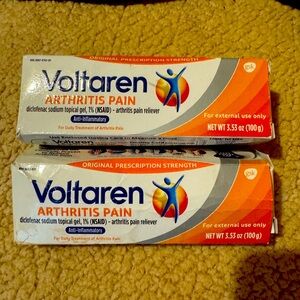 ORIGINAL PRESCRIPTION STRENGTH
Voltaren
gsk
ARTHRITIS PAIN
diclofenac sodium topical gel, 1% (NSAID) - arthritis pain reliever
Anti-Inflammatory
For Daily Treatment of Arthritis Pain
For external use only
NET WT 3.53 oz (100g)
ORIGINAL PRESCRIPTION STRENGTH
Voltaren
gsk
ARTHRITIS PAIN
diclofenac sodium topical gel, 1% (NSAID) - arthritis pain reliever
Anti-Inflammatory
For Daily Treatment of Arthritis Pain
For external use only
NET WT 3.53 oz (100g)